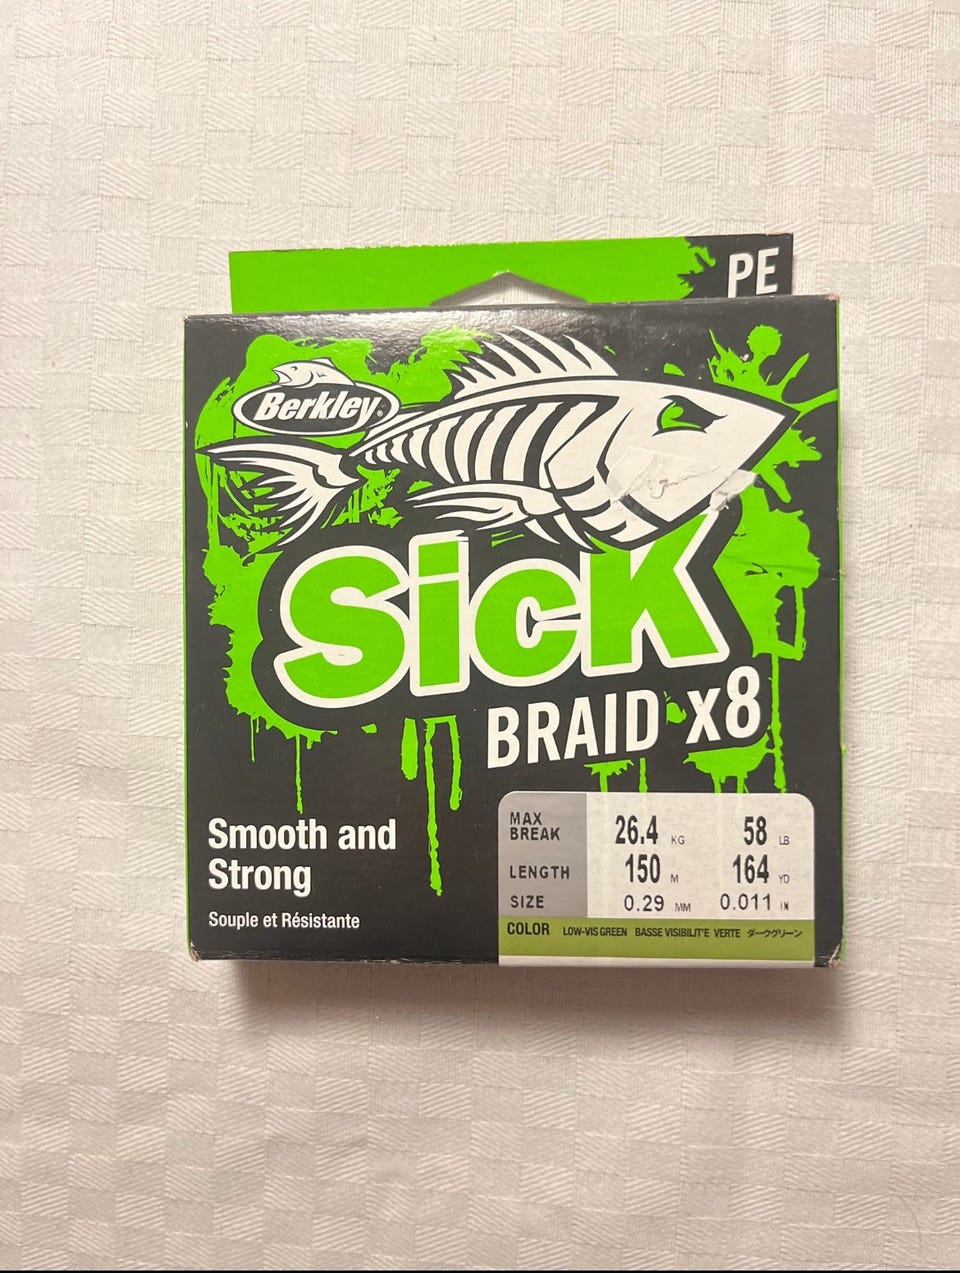 PE
Berkley®
Sick
BRAID x8
Smooth and
Strong
Souple et Résistante
MAX BREAK 26.4 KG 58 LB
LENGTH 150 M 164 YD
SIZE 0.29 MM 0.011 IN
COLOR LOW-VIS GREEN BASSE VISIBILIT'E VERTE ダークグリーン